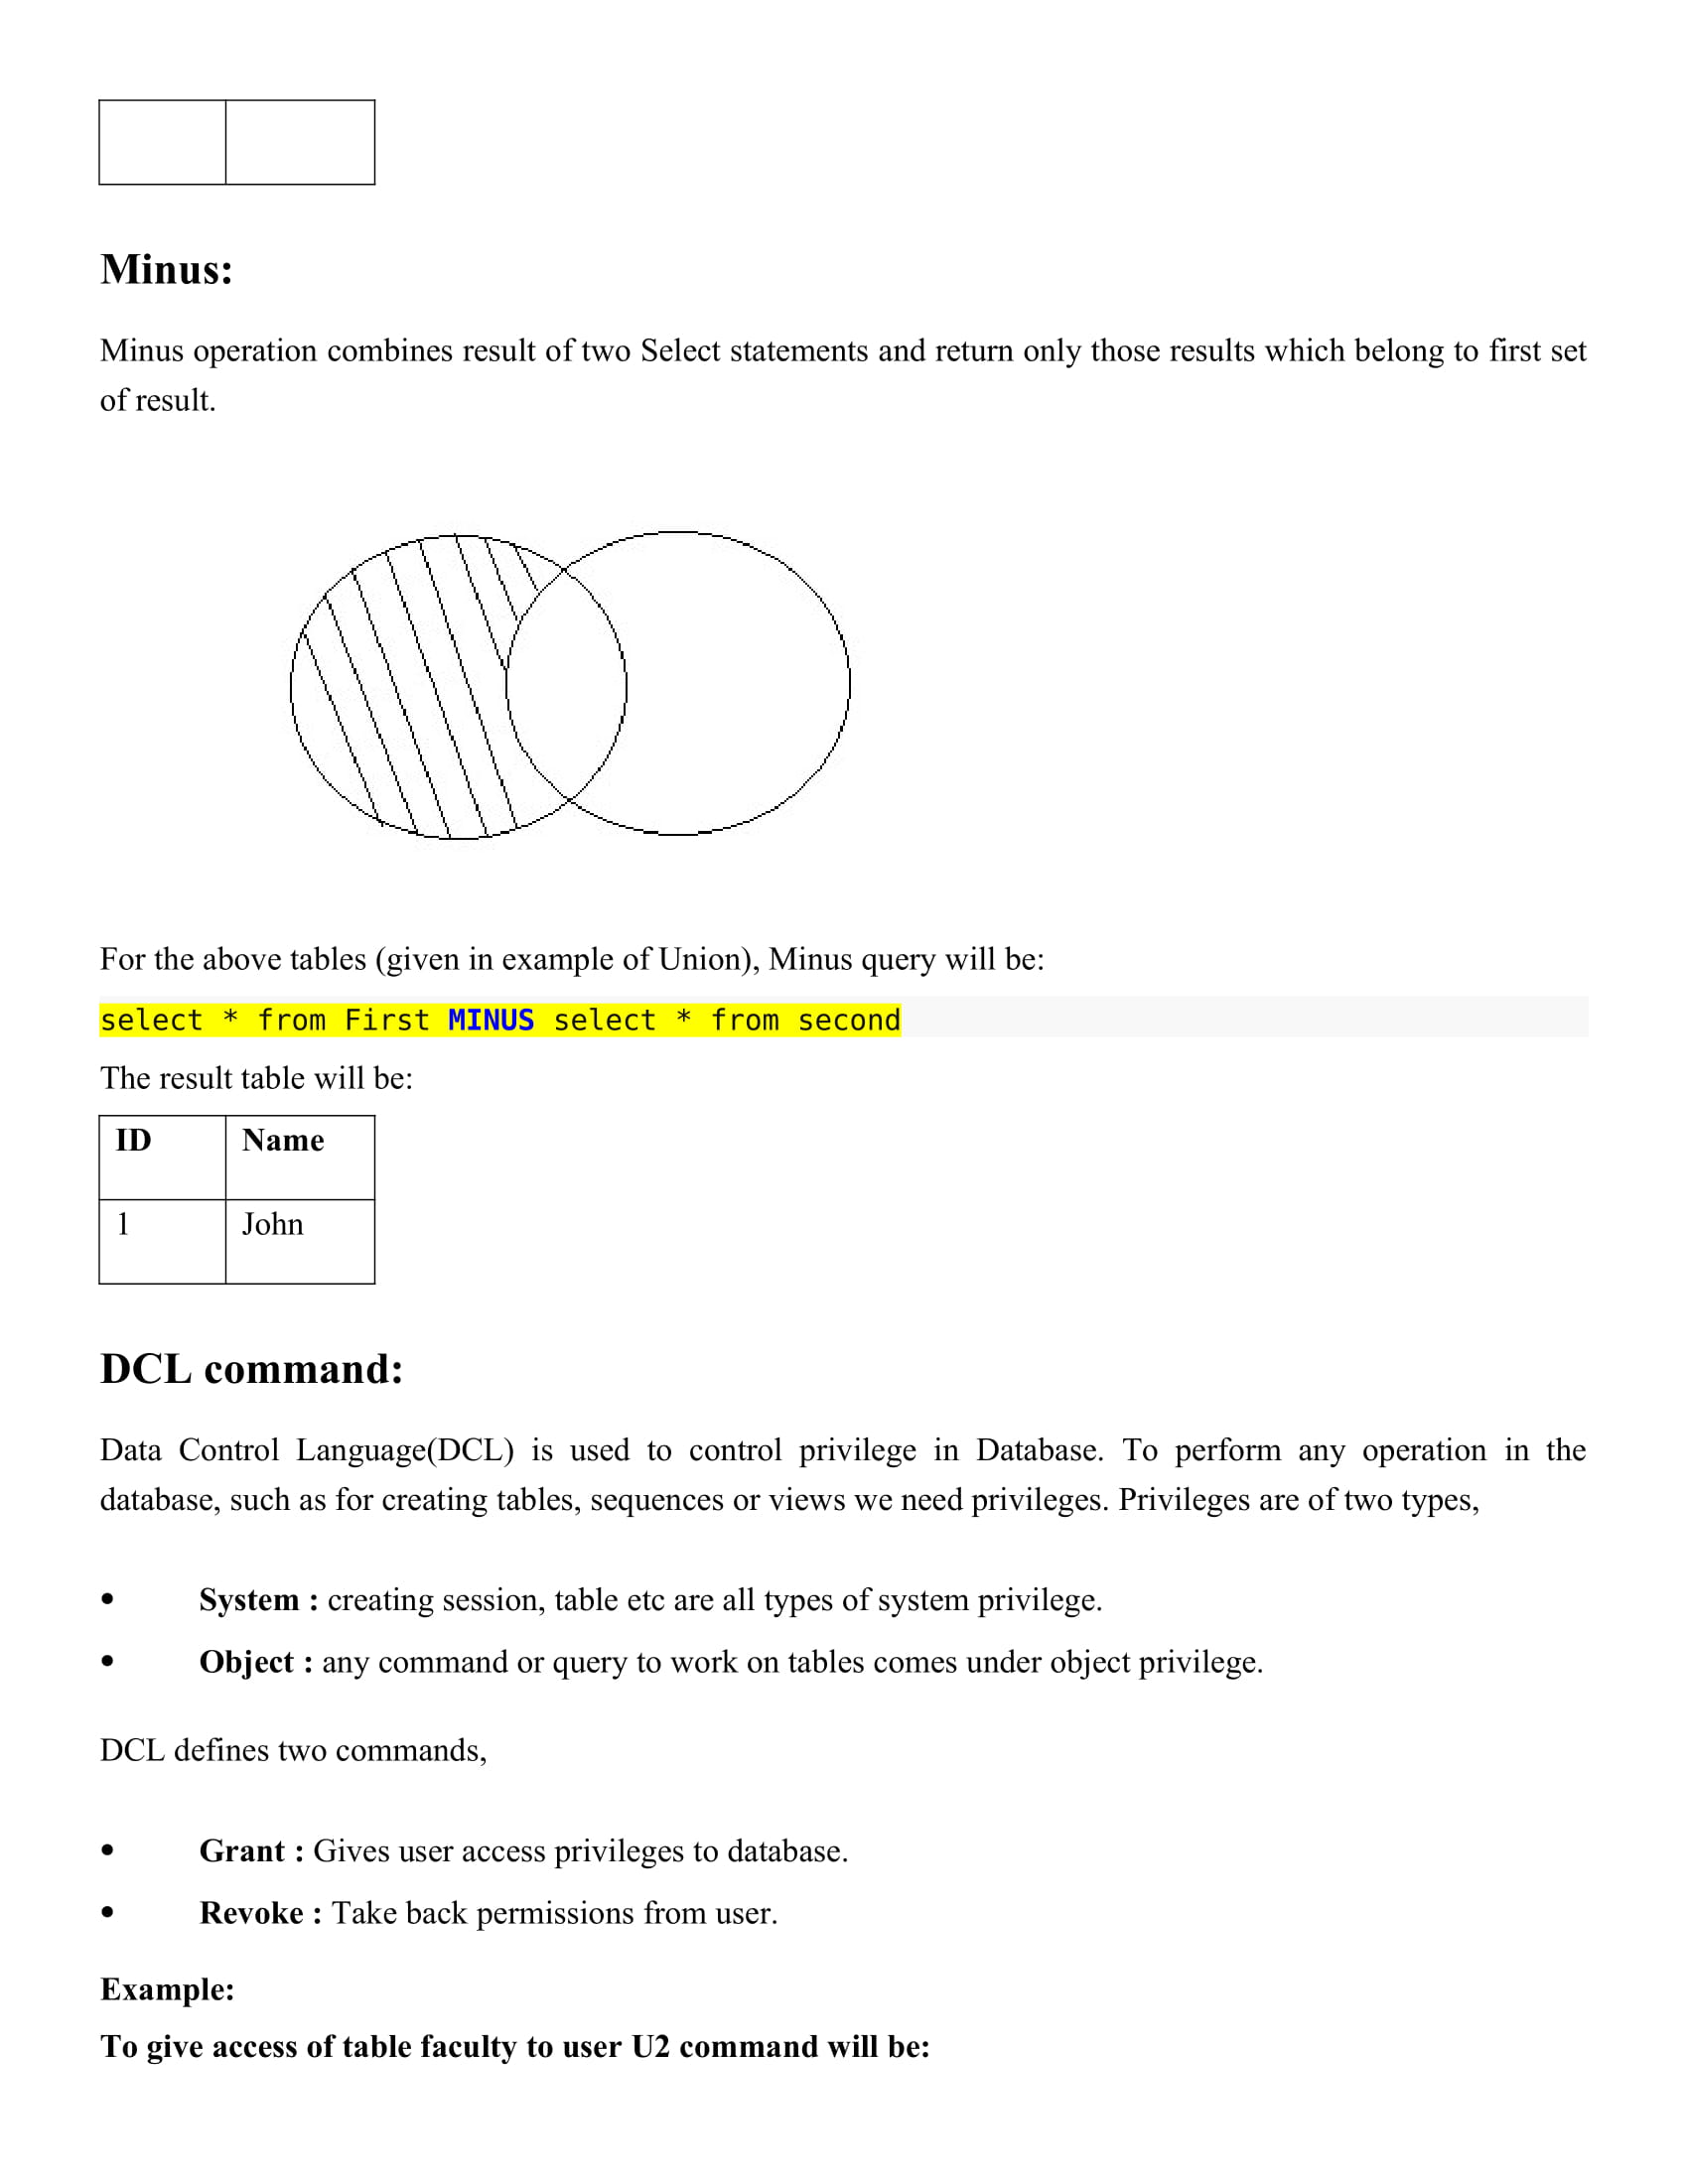 Minus:
Minus operation combines result of two Select statements and return only those results which belong to first set
of result.
For the above tables (given in example of Union), Minus query will be:
select * from First MINUS select * from second
The result table will be:
ID Name
1 John
DCL command:
Data Control Language(DCL) is used to control privilege in Database. To perform any operation in the
database, such as for creating tables, sequences or views we need privileges. Privileges are of two types,
• System : creating session, table etc are all types of system privilege.
• Object : any command or query to work on tables comes under object privilege.
DCL defines two commands,
• Grant : Gives user access privileges to database.
• Revoke : Take back permissions from user.
Example:
To give access of table faculty to user U2 command will be: